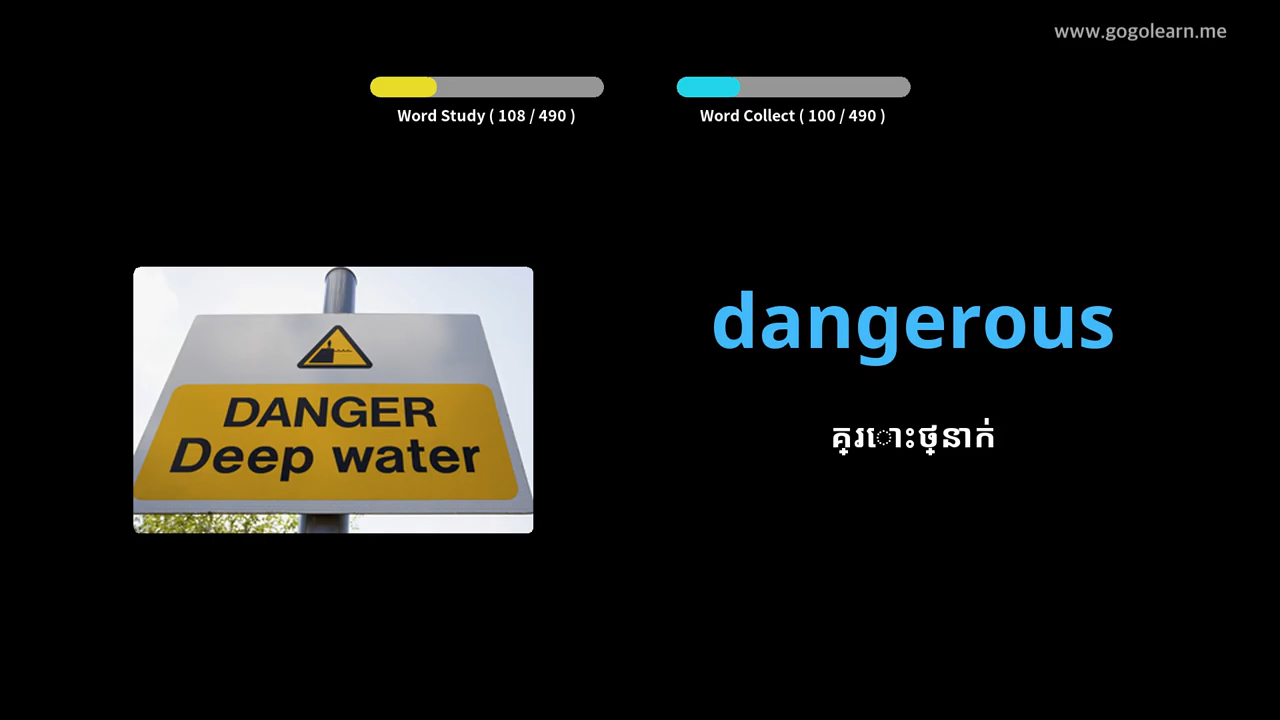 www.gogolearn.me
Word Study ( 108 / 490 )
Word Collect ( 100 / 490 )
DANGER
Deep water
dangerous
គ្រោះថ្នាក់